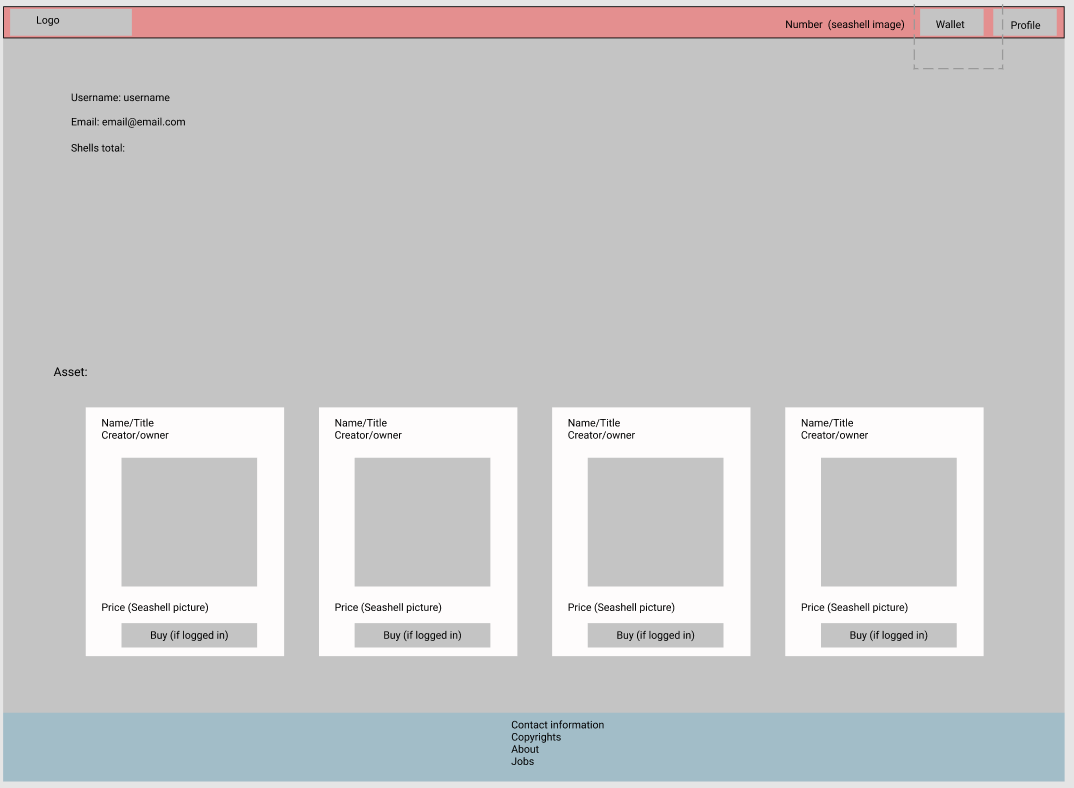 Logo
Number (seashell image)
Wallet
Profile
Username: username
Email: email@email.com
Shells total:
Asset:
Name/Title
Creator/owner
Price (Seashell picture)
Buy (if logged in)
Name/Title
Creator/owner
Price (Seashell picture)
Buy (if logged in)
Name/Title
Creator/owner
Price (Seashell picture)
Buy (if logged in)
Name/Title
Creator/owner
Price (Seashell picture)
Buy (if logged in)
Contact information
Copyrights
About
Jobs